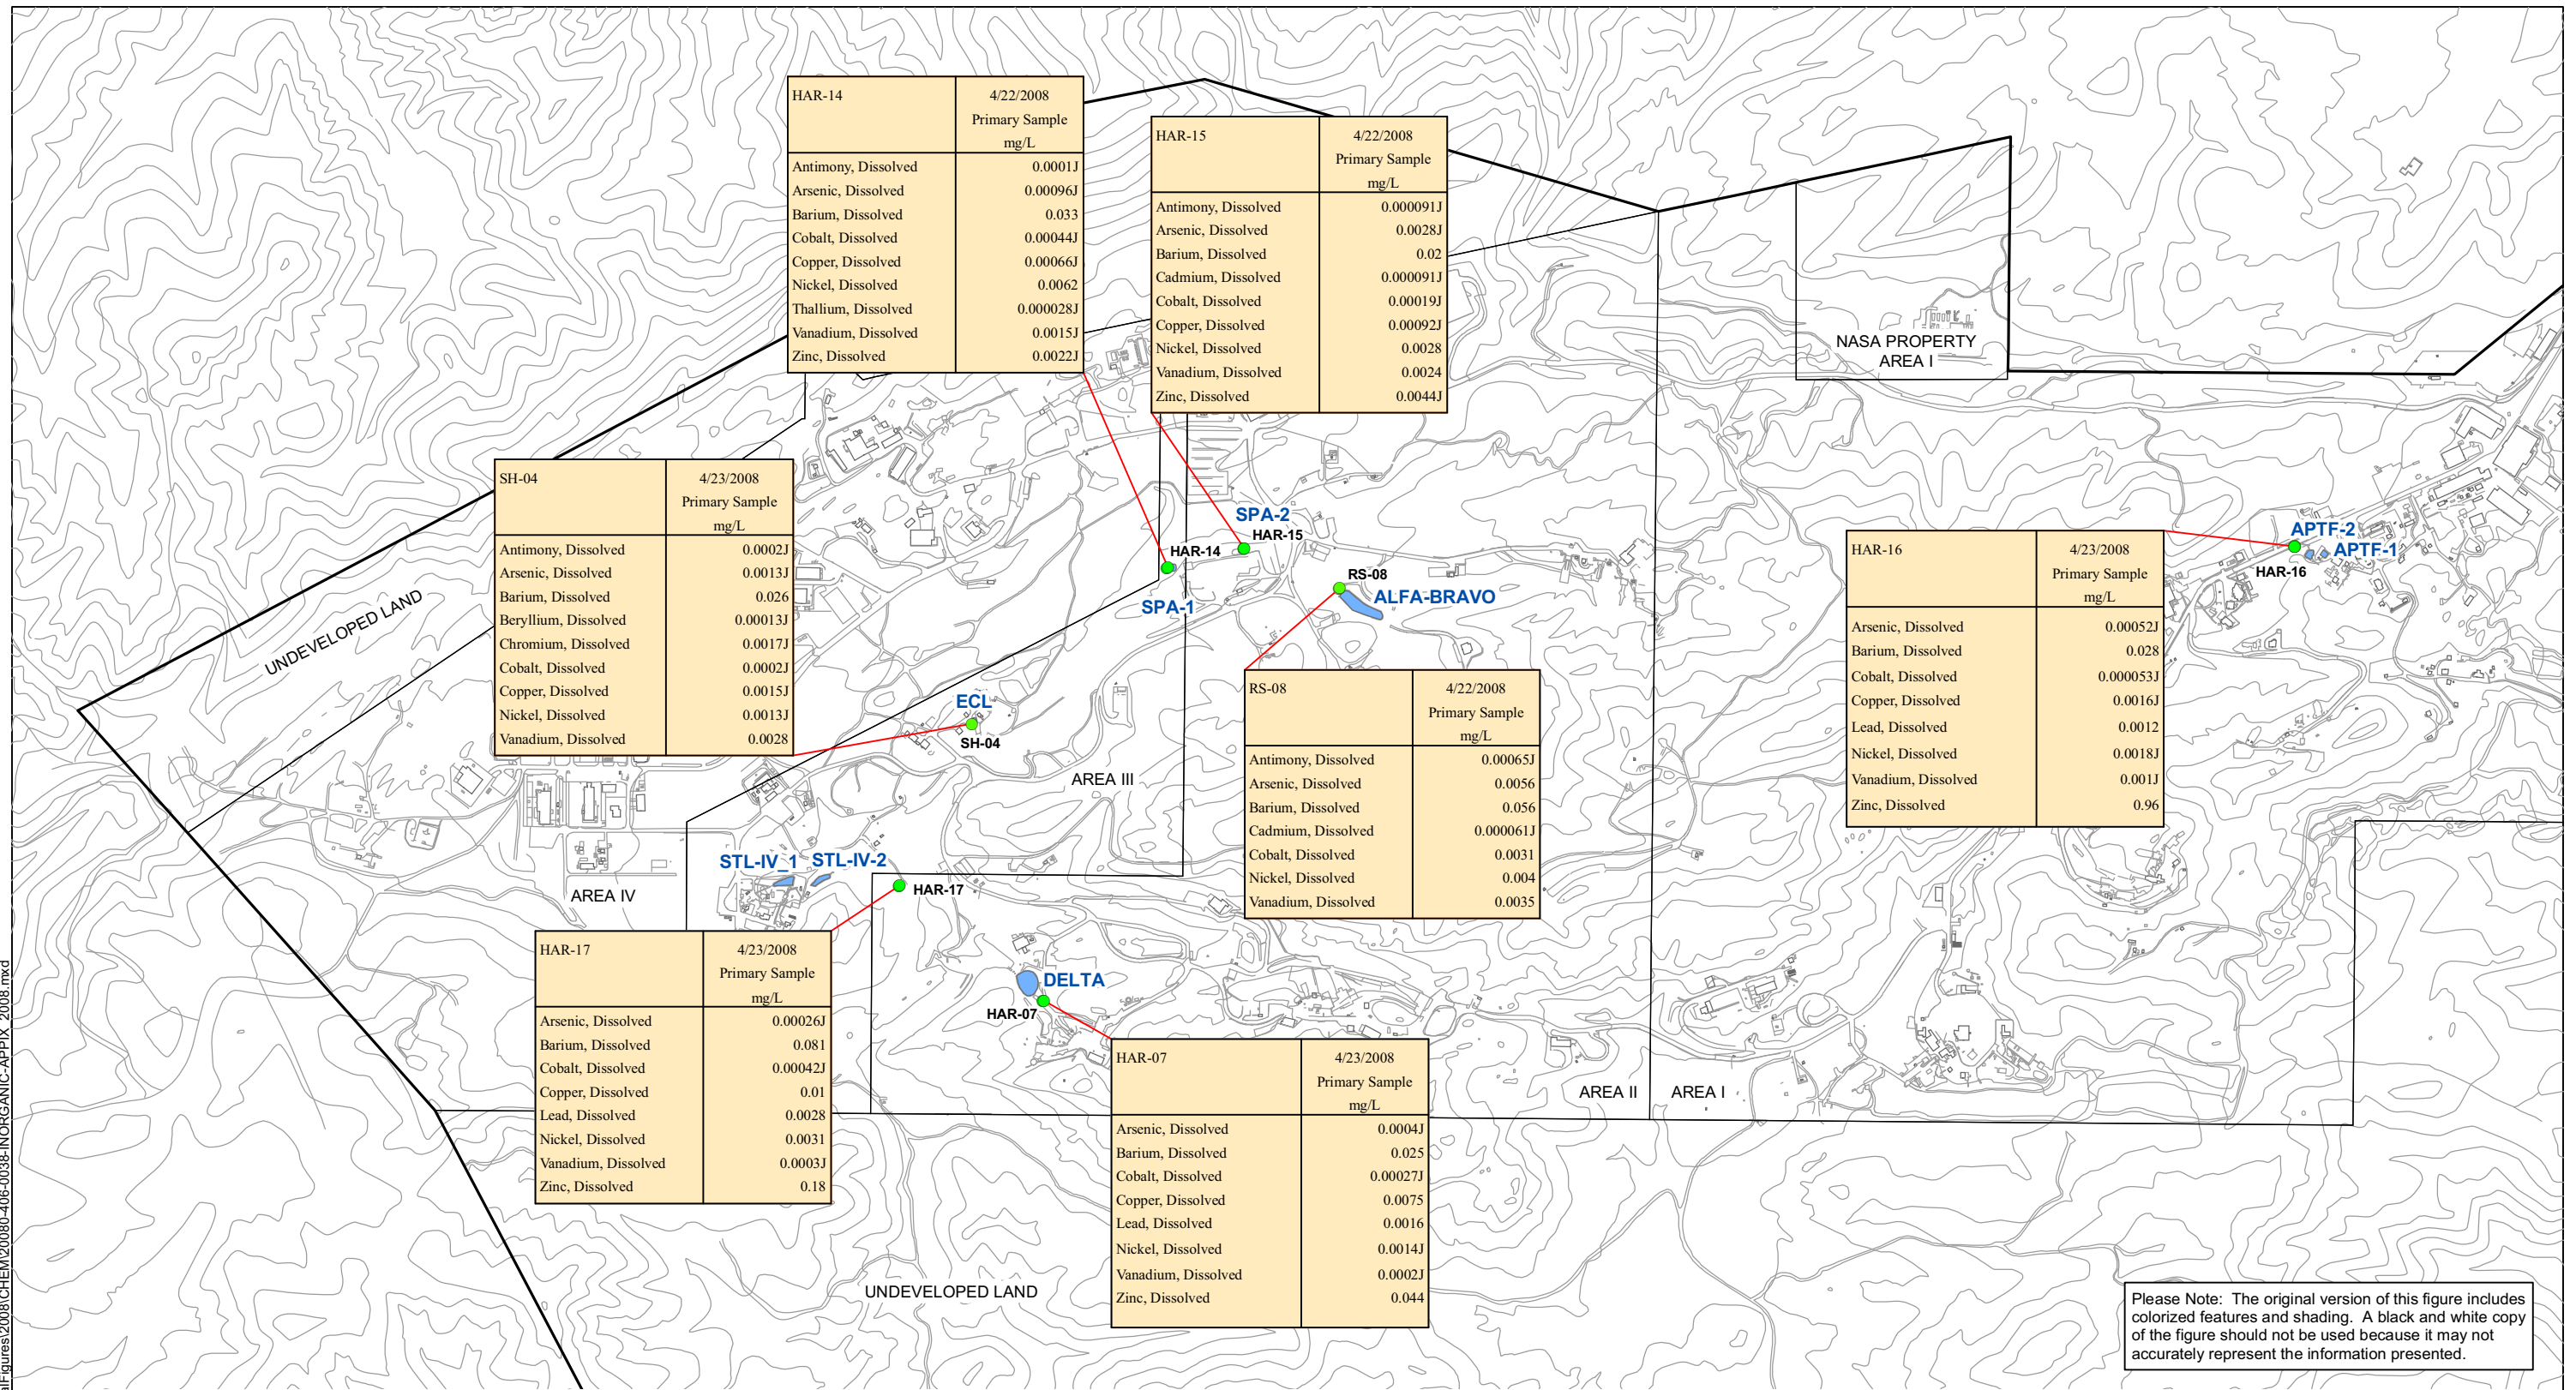 HAR-14 4/22/2008
Primary Sample
mg/L
Antimony, Dissolved 0.0001J
Arsenic, Dissolved 0.00096J
Barium, Dissolved 0.033
Cobalt, Dissolved 0.00044J
Copper, Dissolved 0.00066J
Nickel, Dissolved 0.0062
Thallium, Dissolved 0.000028J
Vanadium, Dissolved 0.0015J
Zinc, Dissolved 0.0022J
HAR-15 4/22/2008
Primary Sample
mg/L
Antimony, Dissolved 0.000091J
Arsenic, Dissolved 0.0028J
Barium, Dissolved 0.02
Cadmium, Dissolved 0.000091J
Cobalt, Dissolved 0.00019J
Copper, Dissolved 0.00092J
Nickel, Dissolved 0.0028
Vanadium, Dissolved 0.0024
Zinc, Dissolved 0.0044J
NASA PROPERTY
AREA I
SH-04 4/23/2008
Primary Sample
mg/L
Antimony, Dissolved 0.0002J
Arsenic, Dissolved 0.0013J
Barium, Dissolved 0.026
Beryllium, Dissolved 0.00013J
Chromium, Dissolved 0.0017J
Cobalt, Dissolved 0.0002J
Copper, Dissolved 0.0015J
Nickel, Dissolved 0.0013J
Vanadium, Dissolved 0.0028
UNDEVELOPED LAND
SPA-2
HAR-15
HAR-14
SPA-1
RS-08
ALFA-BRAVO
HAR-16 4/23/2008
Primary Sample
mg/L
Arsenic, Dissolved 0.00052J
Barium, Dissolved 0.028
Cobalt, Dissolved 0.000053J
Copper, Dissolved 0.0016J
Lead, Dissolved 0.0012
Nickel, Dissolved 0.0018J
Vanadium, Dissolved 0.001J
Zinc, Dissolved 0.96
APTF-2
APTF-1
HAR-16
ECL
SH-04
AREA III
RS-08 4/22/2008
Primary Sample
mg/L
Antimony, Dissolved 0.00065J
Arsenic, Dissolved 0.0056
Barium, Dissolved 0.056
Cadmium, Dissolved 0.000061J
Cobalt, Dissolved 0.0031
Nickel, Dissolved 0.004
Vanadium, Dissolved 0.0035
STL-IV_1
STL-IV-2
HAR-17
AREA IV
HAR-17 4/23/2008
Primary Sample
mg/L
Arsenic, Dissolved 0.00026J
Barium, Dissolved 0.081
Cobalt, Dissolved 0.00042J
Copper, Dissolved 0.01
Lead, Dissolved 0.0028
Nickel, Dissolved 0.0031
Vanadium, Dissolved 0.0003J
Zinc, Dissolved 0.18
DELTA
HAR-07
HAR-07 4/23/2008
Primary Sample
mg/L
Arsenic, Dissolved 0.0004J
Barium, Dissolved 0.025
Cobalt, Dissolved 0.00027J
Copper, Dissolved 0.0075
Lead, Dissolved 0.0016
Nickel, Dissolved 0.0014J
Vanadium, Dissolved 0.0002J
Zinc, Dissolved 0.044
AREA II
AREA I
UNDEVELOPED LAND
Please Note: The original version of this figure includes
colorized features and shading. A black and white copy
of the figure should not be used because it may not
accurately represent the information presented.
alFigures\2008\CHEM\20080-406-0038-INORGANIC-APPIX_2008.mxd